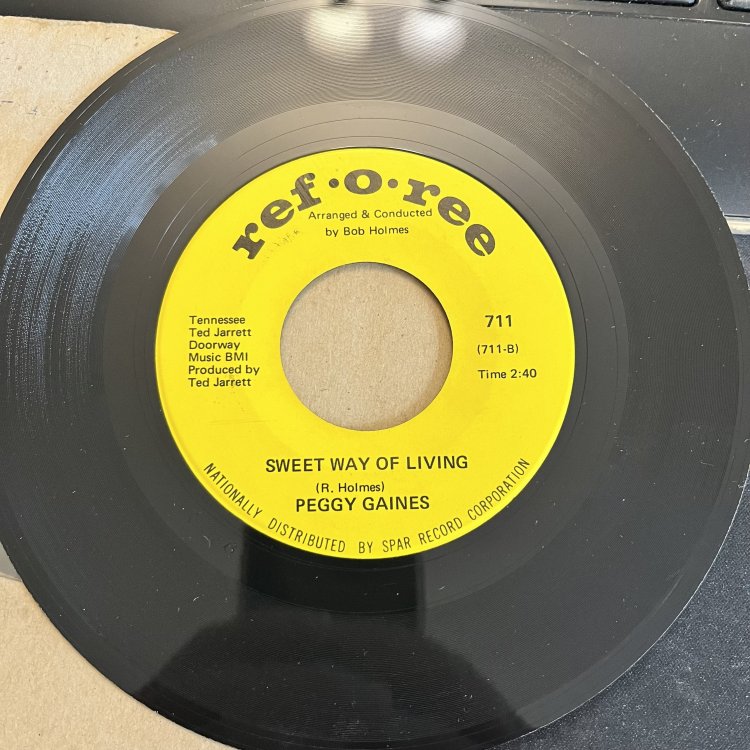 ref·o·ree
Arranged & Conducted
by Bob Holmes
Tennessee
Ted Jarrett
Doorway
Music BMI
Produced by
Ted Jarrett
711
(711-B)
Time 2:40
SWEET WAY OF LIVING
(R. Holmes)
PEGGY GAINES
NATIONALLY DISTRIBUTED BY SPAR RECORD CORPORATION